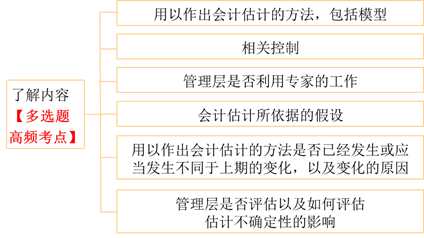 用以作出会计估计的方法，包括模型
相关控制
管理层是否利用专家的工作
了解内容
【多选题
高频考点】
会计估计所依据的假设
用以作出会计估计的方法是否已经发生或应
当发生不同于上期的变化，以及变化的原因
管理层是否评估以及如何评估
估计不确定性的影响